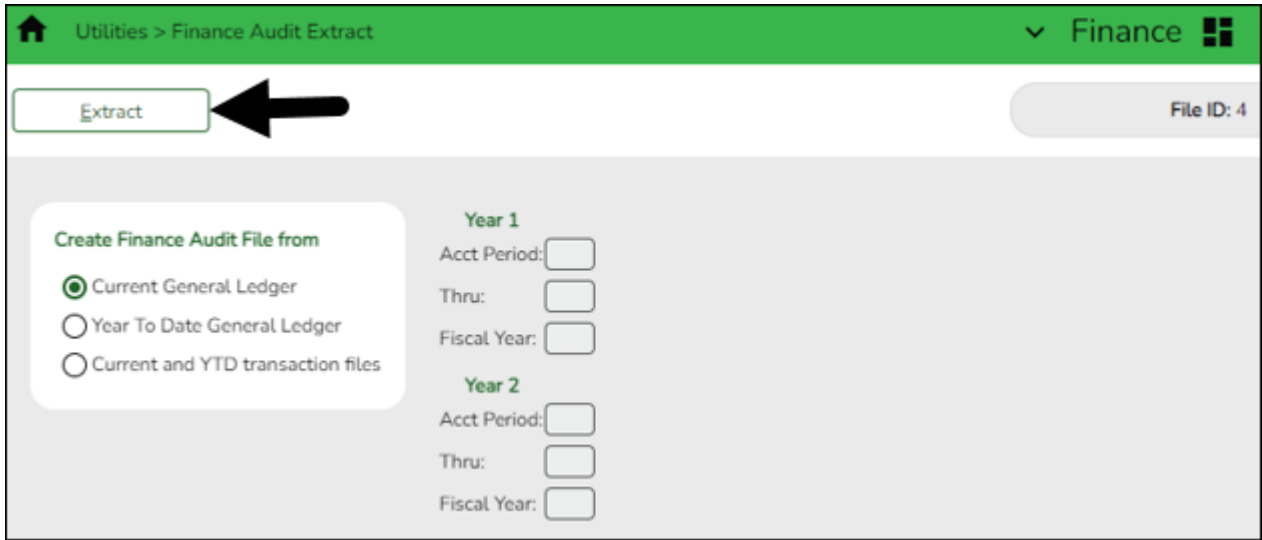 Utilities > Finance Audit Extract
Finance
Extract
File ID: 4
Create Finance Audit File from
Current General Ledger
Year To Date General Ledger
Current and YTD transaction files
Year 1
Acct Period:
Thru:
Fiscal Year:
Year 2
Acct Period:
Thru:
Fiscal Year: